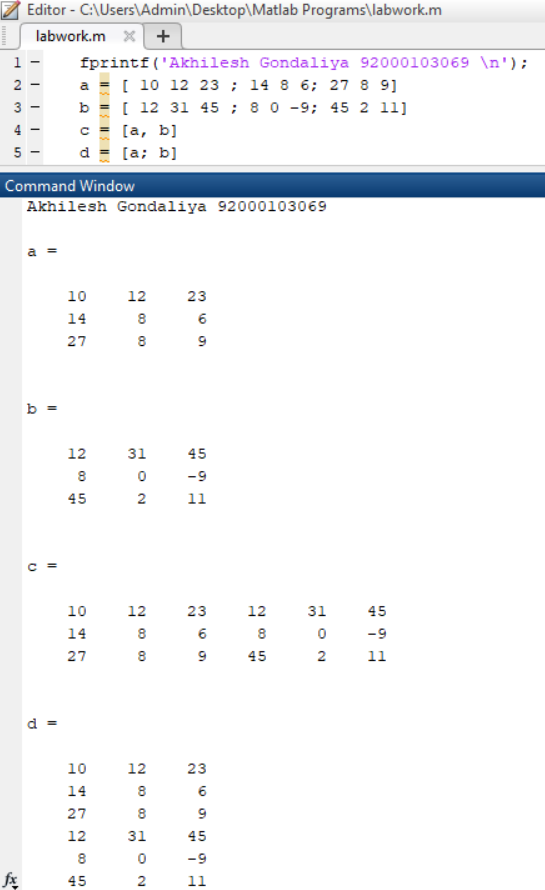 Editor - C:\Users\Admin\Desktop\Matlab Programs\labwork.m
labwork.m × +
1 - fprintf('Akhilesh Gondaliya 92000103069 \n');
2 - a = [ 10 12 23 ; 14 8 6; 27 8 9]
3 - b = [ 12 31 45 ; 8 0 -9; 45 2 11]
4 - c = [a, b]
5 - d = [a; b]
Command Window
Akhilesh Gondaliya 92000103069
a =
10 12 23
14 8 6
27 8 9
b =
12 31 45
8 0 -9
45 2 11
c =
10 12 23 12 31 45
14 8 6 8 0 -9
27 8 9 45 2 11
d =
10 12 23
14 8 6
27 8 9
12 31 45
8 0 -9
fx 45 2 11